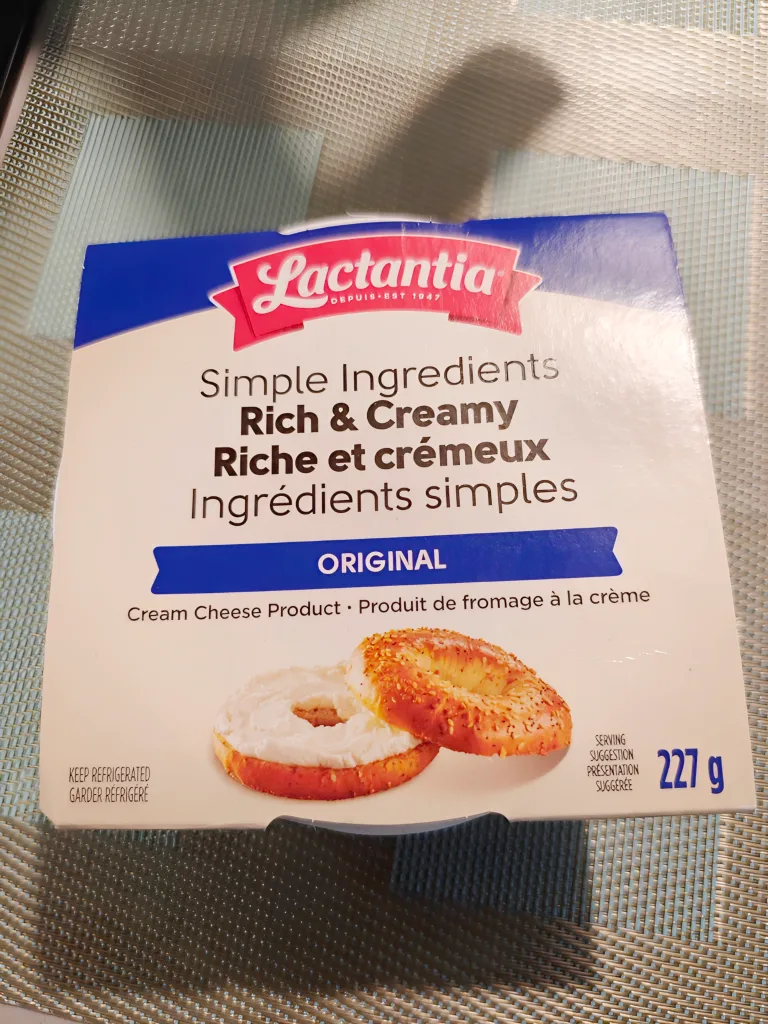 Lactantia
DEPUIS•EST 1947
Simple Ingredients
Rich & Creamy
Riche et crémeux
Ingrédients simples
ORIGINAL
Cream Cheese Product • Produit de fromage à la crème
KEEP REFRIGERATED
GARDER RÉFRIGÉRÉ
SERVING
SUGGESTION
PRÉSENTATION
SUGGÉRÉE
227 g